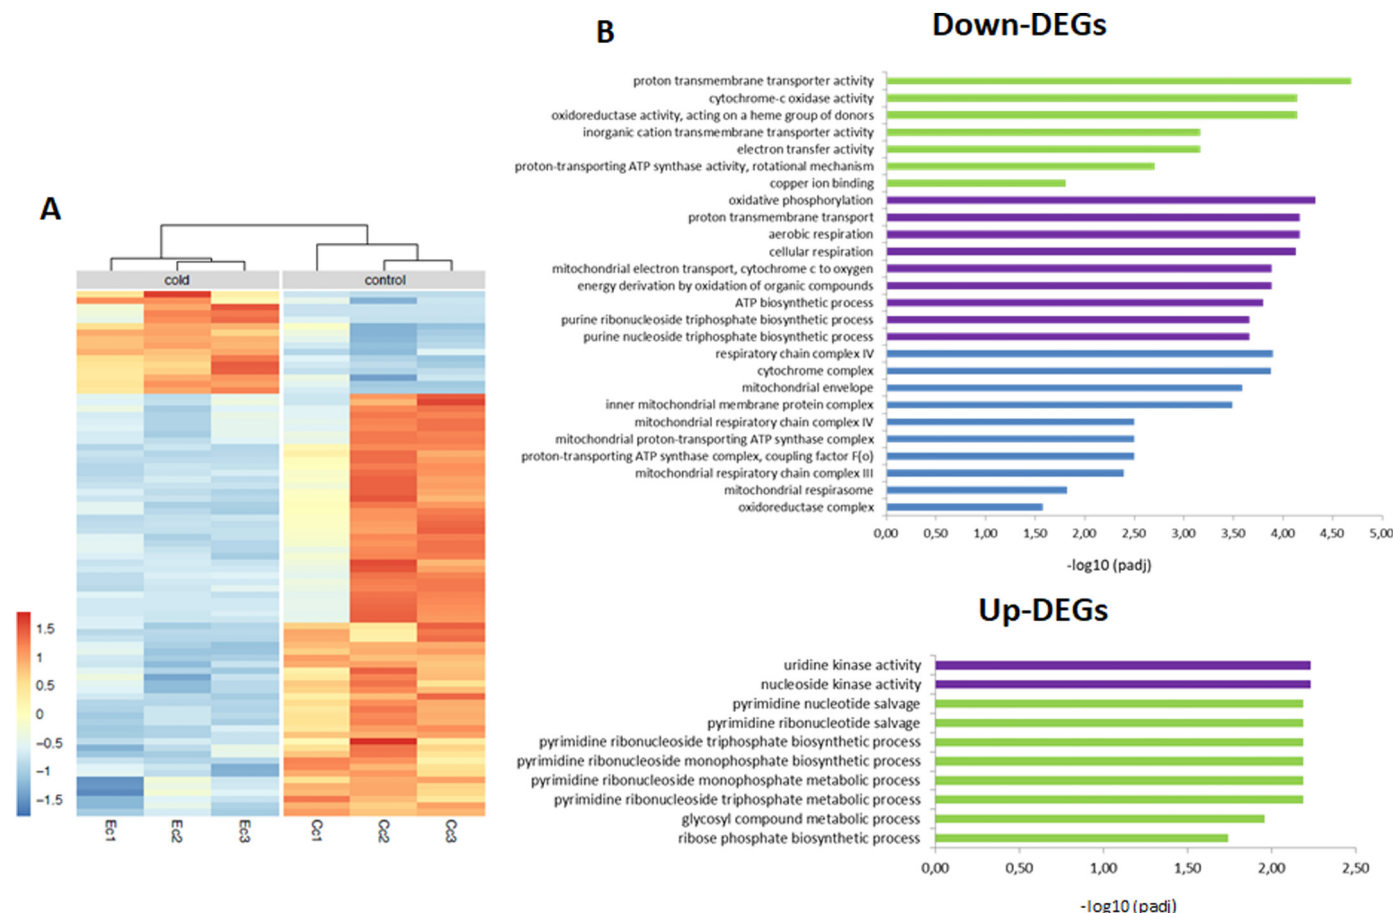 A
cold
control
1.5
1
0.5
0
−0.5
−1
−1.5
Ec1
Ec2
Ec3
Cc1
Cc2
Cc3
B
Down-DEGs
proton transmembrane transporter activity
cytochrome-c oxidase activity
oxidoreductase activity, acting on a heme group of donors
inorganic cation transmembrane transporter activity
electron transfer activity
proton-transporting ATP synthase activity, rotational mechanism
copper ion binding
oxidative phosphorylation
proton transmembrane transport
aerobic respiration
cellular respiration
mitochondrial electron transport, cytochrome c to oxygen
energy derivation by oxidation of organic compounds
ATP biosynthetic process
purine ribonucleoside triphosphate biosynthetic process
purine nucleoside triphosphate biosynthetic process
respiratory chain complex IV
cytochrome complex
mitochondrial envelope
inner mitochondrial membrane protein complex
mitochondrial respiratory chain complex IV
mitochondrial proton-transporting ATP synthase complex
proton-transporting ATP synthase complex, coupling factor F(o)
mitochondrial respiratory chain complex III
mitochondrial respirasome
oxidoreductase complex
0,00 0,50 1,00 1,50 2,00 2,50 3,00 3,50 4,00 4,50 5,00
-log10 (padj)
Up-DEGs
uridine kinase activity
nucleoside kinase activity
pyrimidine nucleotide salvage
pyrimidine ribonucleotide salvage
pyrimidine ribonucleoside triphosphate biosynthetic process
pyrimidine ribonucleoside monophosphate biosynthetic process
pyrimidine ribonucleoside monophosphate metabolic process
pyrimidine ribonucleoside triphosphate metabolic process
glycosyl compound metabolic process
ribose phosphate biosynthetic process
0,00 0,50 1,00 1,50 2,00 2,50
-log10 (padj)